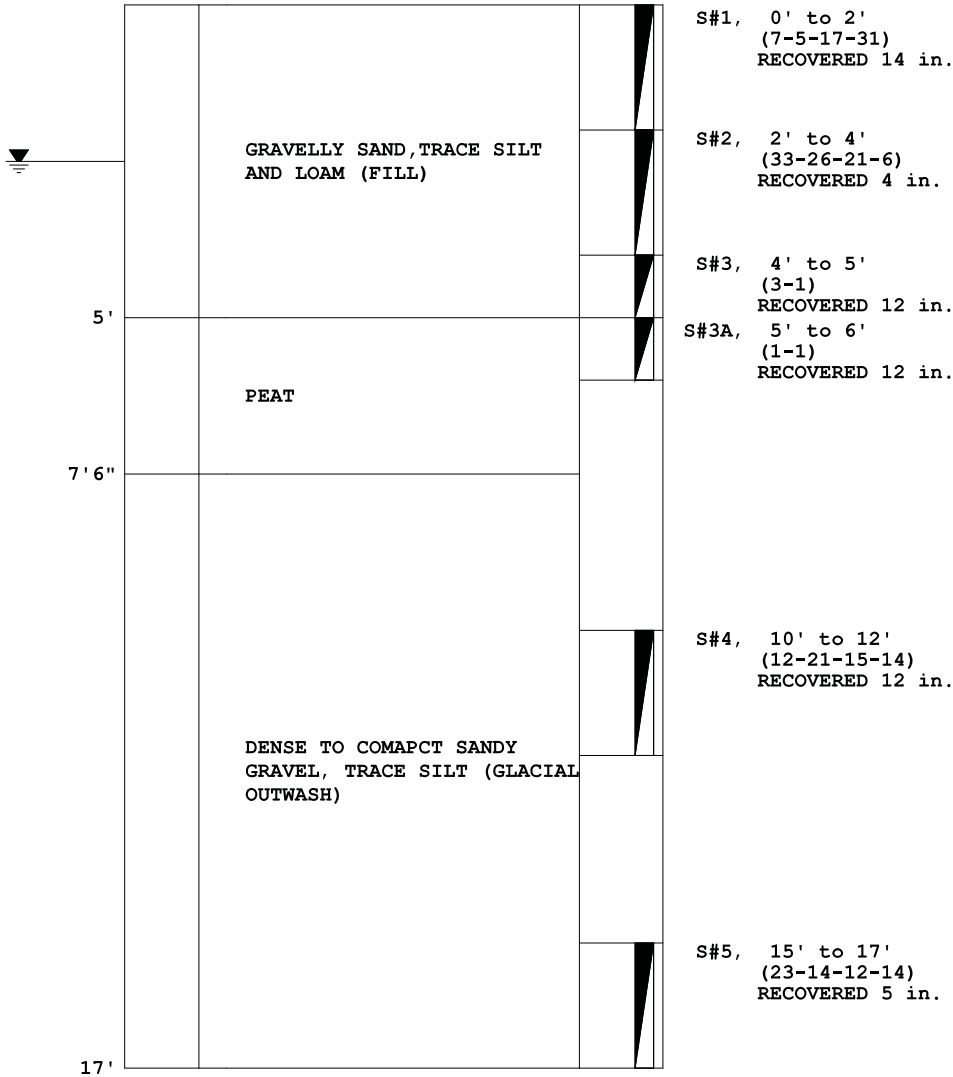 S#1, 0' to 2'
(7-5-17-31)
RECOVERED 14 in.
GRAVELLY SAND,TRACE SILT
AND LOAM (FILL)
S#2, 2' to 4'
(33-26-21-6)
RECOVERED 4 in.
S#3, 4' to 5'
(3-1)
RECOVERED 12 in.
5'
S#3A, 5' to 6'
(1-1)
RECOVERED 12 in.
PEAT
7'6"
S#4, 10' to 12'
(12-21-15-14)
RECOVERED 12 in.
DENSE TO COMAPCT SANDY
GRAVEL, TRACE SILT (GLACIAL
OUTWASH)
S#5, 15' to 17'
(23-14-12-14)
RECOVERED 5 in.
17'